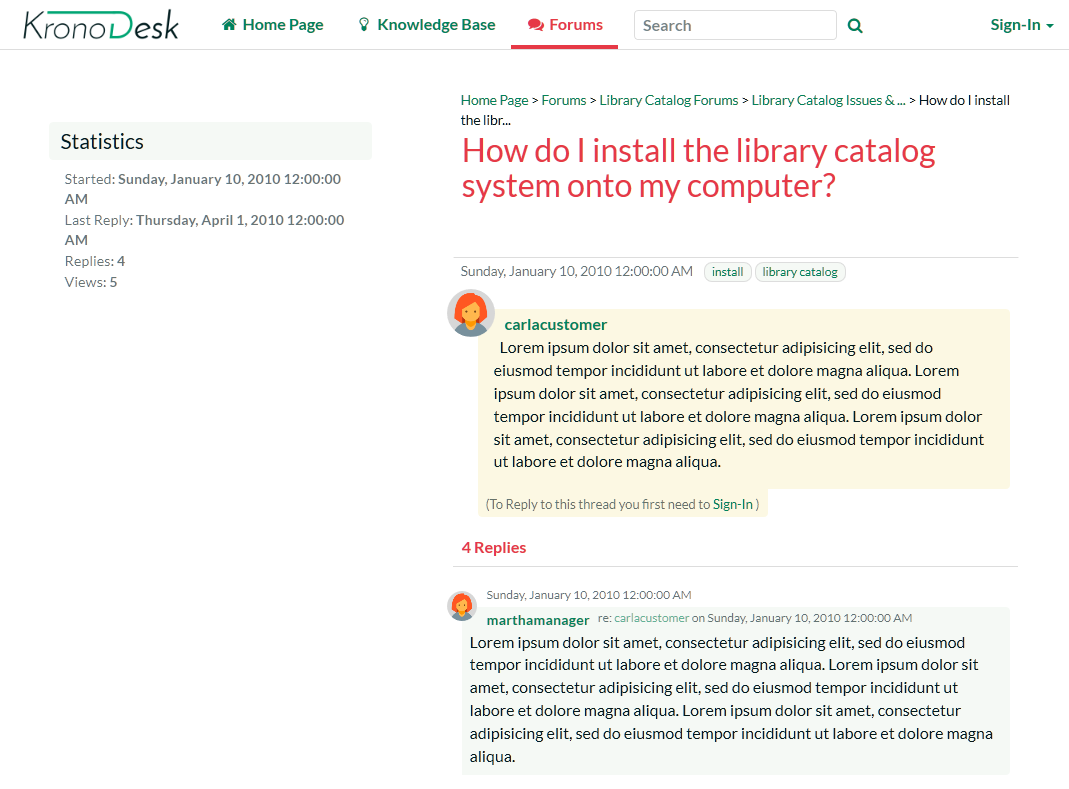 KronoDesk
Home Page
Knowledge Base
Forums
Search
Sign-In
Statistics
Started: Sunday, January 10, 2010 12:00:00
AM
Last Reply: Thursday, April 1, 2010 12:00:00
AM
Replies: 4
Views: 5
Home Page > Forums > Library Catalog Forums > Library Catalog Issues & ... > How do I install
the libr...
How do I install the library catalog
system onto my computer?
Sunday, January 10, 2010 12:00:00 AM install library catalog
carlacustomer
Lorem ipsum dolor sit amet, consectetur adipisicing elit, sed do
eiusmod tempor incididunt ut labore et dolore magna aliqua. Lorem
ipsum dolor sit amet, consectetur adipisicing elit, sed do eiusmod
tempor incididunt ut labore et dolore magna aliqua. Lorem ipsum dolor
sit amet, consectetur adipisicing elit, sed do eiusmod tempor incididunt
ut labore et dolore magna aliqua.
(To Reply to this thread you first need to Sign-In )
4 Replies
Sunday, January 10, 2010 12:00:00 AM
marthamanager re: carlacustomer on Sunday, January 10, 2010 12:00:00 AM
Lorem ipsum dolor sit amet, consectetur adipisicing elit, sed do eiusmod
tempor incididunt ut labore et dolore magna aliqua. Lorem ipsum dolor sit
amet, consectetur adipisicing elit, sed do eiusmod tempor incididunt ut
labore et dolore magna aliqua. Lorem ipsum dolor sit amet, consectetur
adipisicing elit, sed do eiusmod tempor incididunt ut labore et dolore magna
aliqua.